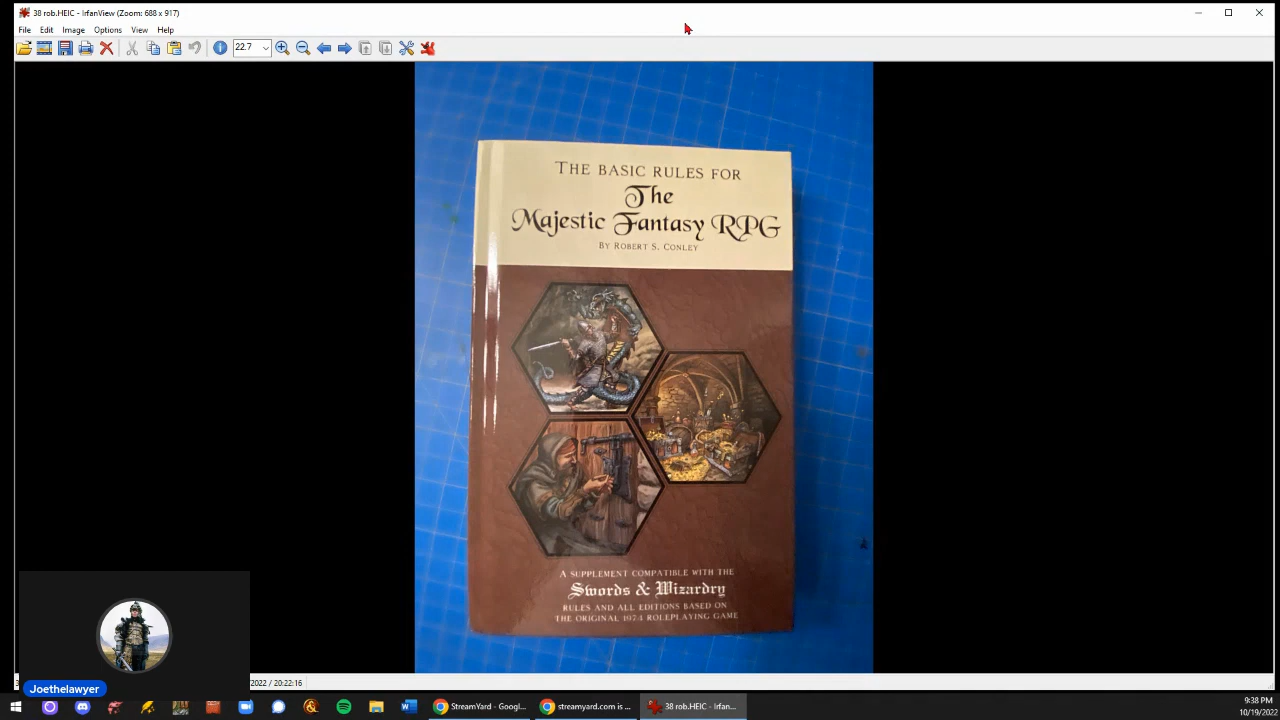 38 rob.HEIC - IrfanView (Zoom: 688 x 917)
File Edit Image Options View Help
22.7
THE BASIC RULES FOR
The
Majestic Fantasy RPG
BY ROBERT S. CONLEY
A SUPPLEMENT COMPATIBLE WITH THE
Swords & Wizardry
RULES AND ALL EDITIONS BASED ON
THE ORIGINAL 1974 ROLEPLAYING GAME
Joethelawyer
2022 / 20:22:16
StreamYard - Googl...
streamyard.com is ...
38 rob.HEIC - Irfan...
9:38 PM
10/19/2022